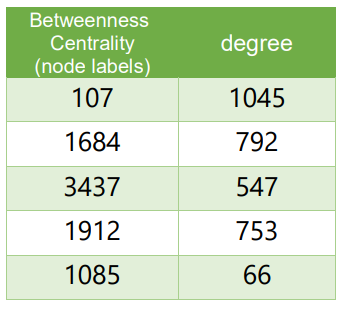 Betweenness
Centrality
(node labels)
degree
107 1045
1684 792
3437 547
1912 753
1085 66